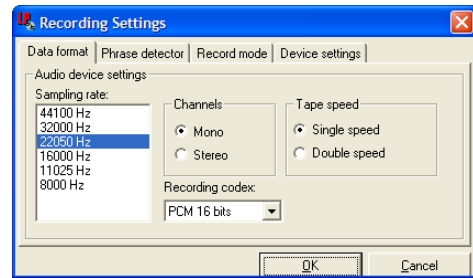 Recording Settings
Data format Phrase detector Record mode Device settings
Audio device settings
Sampling rate:
44100 Hz
32000 Hz
22050 Hz
16000 Hz
11025 Hz
8000 Hz
Channels
Mono
Stereo
Tape speed
Single speed
Double speed
Recording codex:
PCM 16 bits
OK Cancel